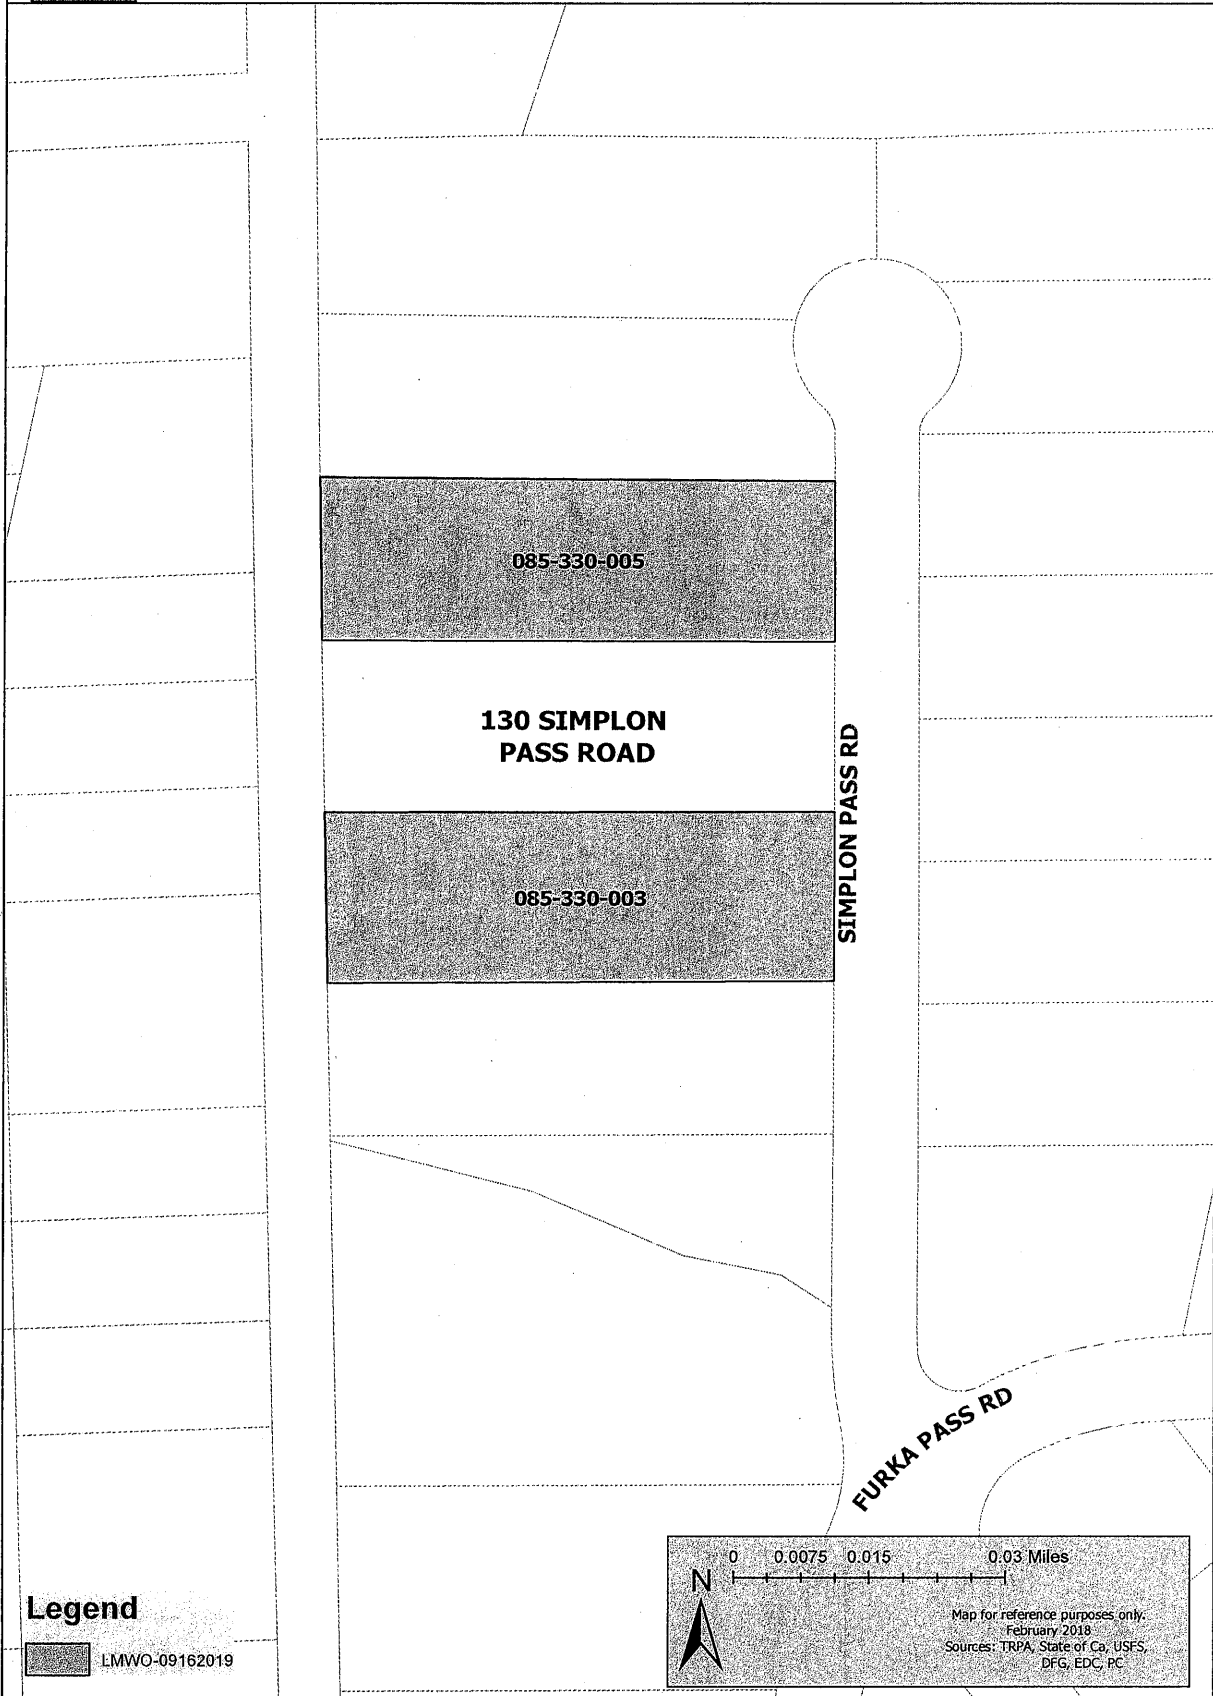 085-330-005
130 SIMPLON
PASS ROAD
SIMPLON PASS RD
085-330-003
FURKA PASS RD
0 0.0075 0.015 0.03 Miles
N
Map for reference purposes only.
February 2018
Sources: TRPA, State of Ca, USFS,
DFG, EDC, PC
Legend
LMWO-09162019